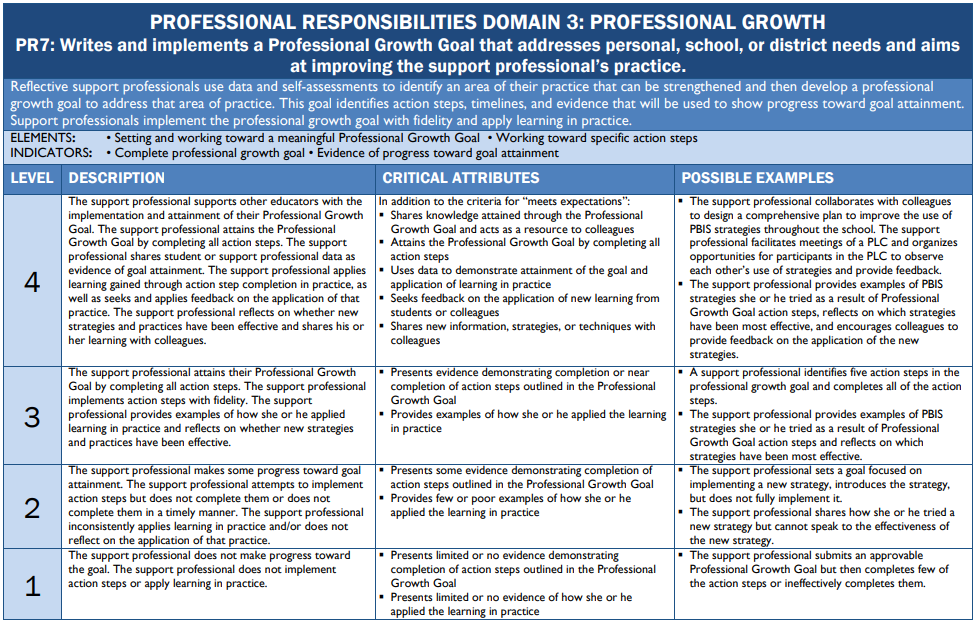 PROFESSIONAL RESPONSIBILITIES DOMAIN 3: PROFESSIONAL GROWTH
PR7: Writes and implements a Professional Growth Goal that addresses personal, school, or district needs and aims
at improving the support professional's practice.
Reflective support professionals use data and self-assessments to identify an area of their practice that can be strengthened and then develop a professional
growth goal to address that area of practice. This goal identifies action steps, timelines, and evidence that will be used to show progress toward goal attainment.
Support professionals implement the professional growth goal with fidelity and apply learning in practice.
ELEMENTS: • Setting and working toward a meaningful Professional Growth Goal • Working toward specific action steps
INDICATORS: • Complete professional growth goal • Evidence of progress toward goal attainment
LEVEL DESCRIPTION CRITICAL ATTRIBUTES POSSIBLE EXAMPLES
4
The support professional supports other educators with the
implementation and attainment of their Professional Growth
Goal. The support professional attains the Professional
Growth Goal by completing all action steps. The support
professional shares student or support professional data as
evidence of goal attainment. The support professional applies
learning gained through action step completion in practice, as
well as seeks and applies feedback on the application of that
practice. The support professional reflects on whether new
strategies and practices have been effective and shares his or
her learning with colleagues.
In addition to the criteria for "meets expectations":
▪ Shares knowledge attained through the Professional
Growth Goal and acts as a resource to colleagues
▪ Attains the Professional Growth Goal by completing all
action steps
▪ Uses data to demonstrate attainment of the goal and
application of learning in practice
▪ Seeks feedback on the application of new learning from
students or colleagues
▪ Shares new information, strategies, or techniques with
colleagues
▪ The support professional collaborates with colleagues
to design a comprehensive plan to improve the use of
PBIS strategies throughout the school. The support
professional facilitates meetings of a PLC and organizes
opportunities for participants in the PLC to observe
each other's use of strategies and provide feedback.
▪ The support professional provides examples of PBIS
strategies she or he tried as a result of Professional
Growth Goal action steps, reflects on which strategies
have been most effective, and encourages colleagues to
provide feedback on the application of the new
strategies.
3
The support professional attains their Professional Growth
Goal by completing all action steps. The support professional
implements action steps with fidelity. The support
professional provides examples of how she or he applied
learning in practice and reflects on whether new strategies
and practices have been effective.
▪ Presents evidence demonstrating completion or near
completion of action steps outlined in the Professional
Growth Goal
▪ Provides examples of how she or he applied the learning
in practice
▪ A support professional identifies five action steps in the
professional growth goal and completes all of the action
steps.
▪ The support professional provides examples of PBIS
strategies she or he tried as a result of Professional
Growth Goal action steps and reflects on which
strategies have been most effective.
2
The support professional makes some progress toward goal
attainment. The support professional attempts to implement
action steps but does not complete them or does not
complete them in a timely manner. The support professional
inconsistently applies learning in practice and/or does not
reflect on the application of that practice.
▪ Presents some evidence demonstrating completion of
action steps outlined in the Professional Growth Goal
▪ Provides few or poor examples of how she or he
applied the learning in practice
▪ The support professional sets a goal focused on
implementing a new strategy, introduces the strategy,
but does not fully implement it.
▪ The support professional shares how she or he tried a
new strategy but cannot speak to the effectiveness of
the new strategy.
1
The support professional does not make progress toward
the goal. The support professional does not implement
action steps or apply learning in practice.
▪ Presents limited or no evidence demonstrating
completion of action steps outlined in the Professional
Growth Goal
▪ Presents limited or no evidence of how she or he
applied the learning in practice
▪ The support professional submits an approvable
Professional Growth Goal but then completes few of
the action steps or ineffectively completes them.